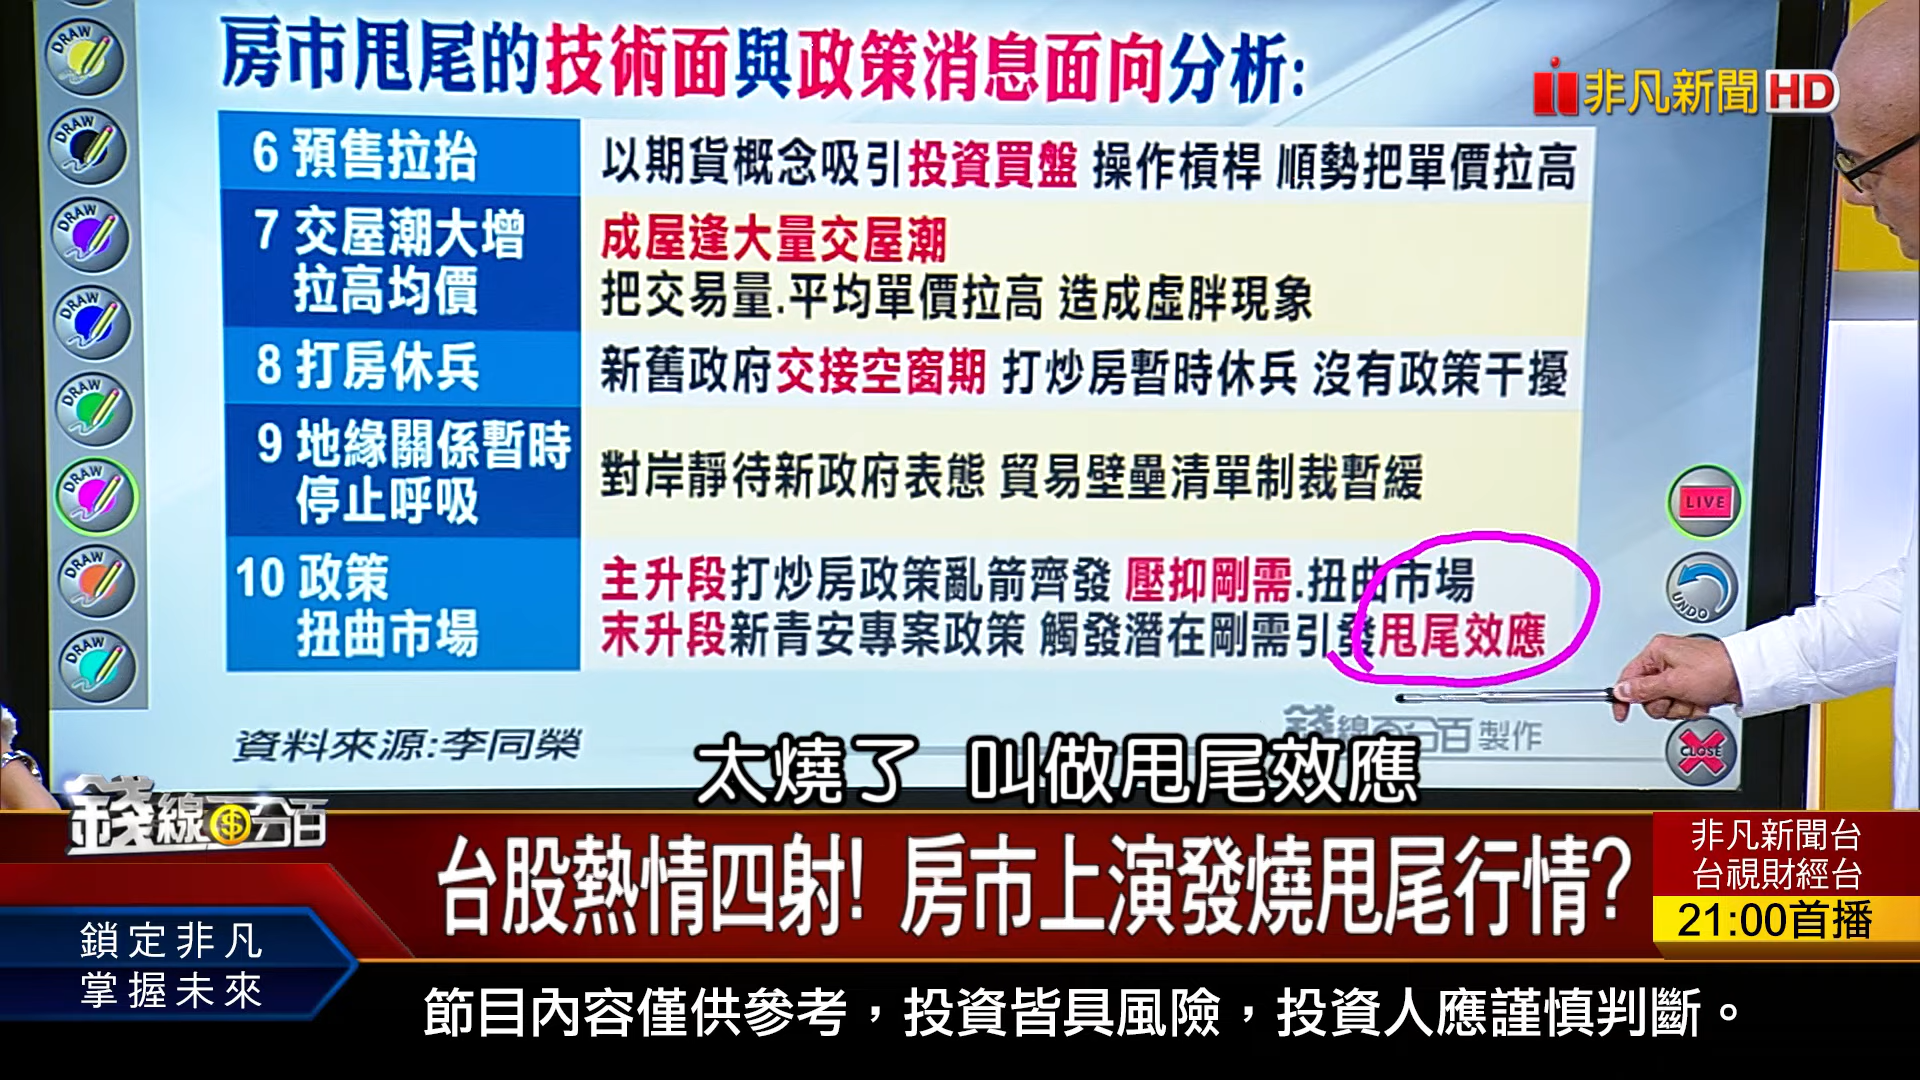 房市甩尾的技術面與政策消息面向分析:
非凡新聞HD
6 預售拉抬
以期貨概念吸引投資買盤 操作槓桿 順勢把單價拉高
7 交屋潮大增
拉高均價
成屋逢大量交屋潮
把交易量.平均單價拉高 造成虛胖現象
8 打房休兵
新舊政府交接空窗期 打炒房暫時休兵 沒有政策干擾
9 地緣關係暫時
停止呼吸
對岸靜待新政府表態 貿易壁壘清單制裁暫緩
10 政策
扭曲市場
主升段打炒房政策亂箭齊發 壓抑剛需.扭曲市場
末升段新青安專案政策 觸發潛在剛需引發甩尾效應
DRAW
DRAW
DRAW
DRAW
DRAW
DRAW
DRAW
DRAW
LIVE
UNDO
CLOSE
資料來源:李同榮
錢線百分百製作
太燒了 叫做甩尾效應
錢線百分百
台股熱情四射! 房市上演發燒甩尾行情?
非凡新聞台
台視財經台
21:00首播
鎖定非凡
掌握未來
節目內容僅供參考，投資皆具風險，投資人應謹慎判斷。